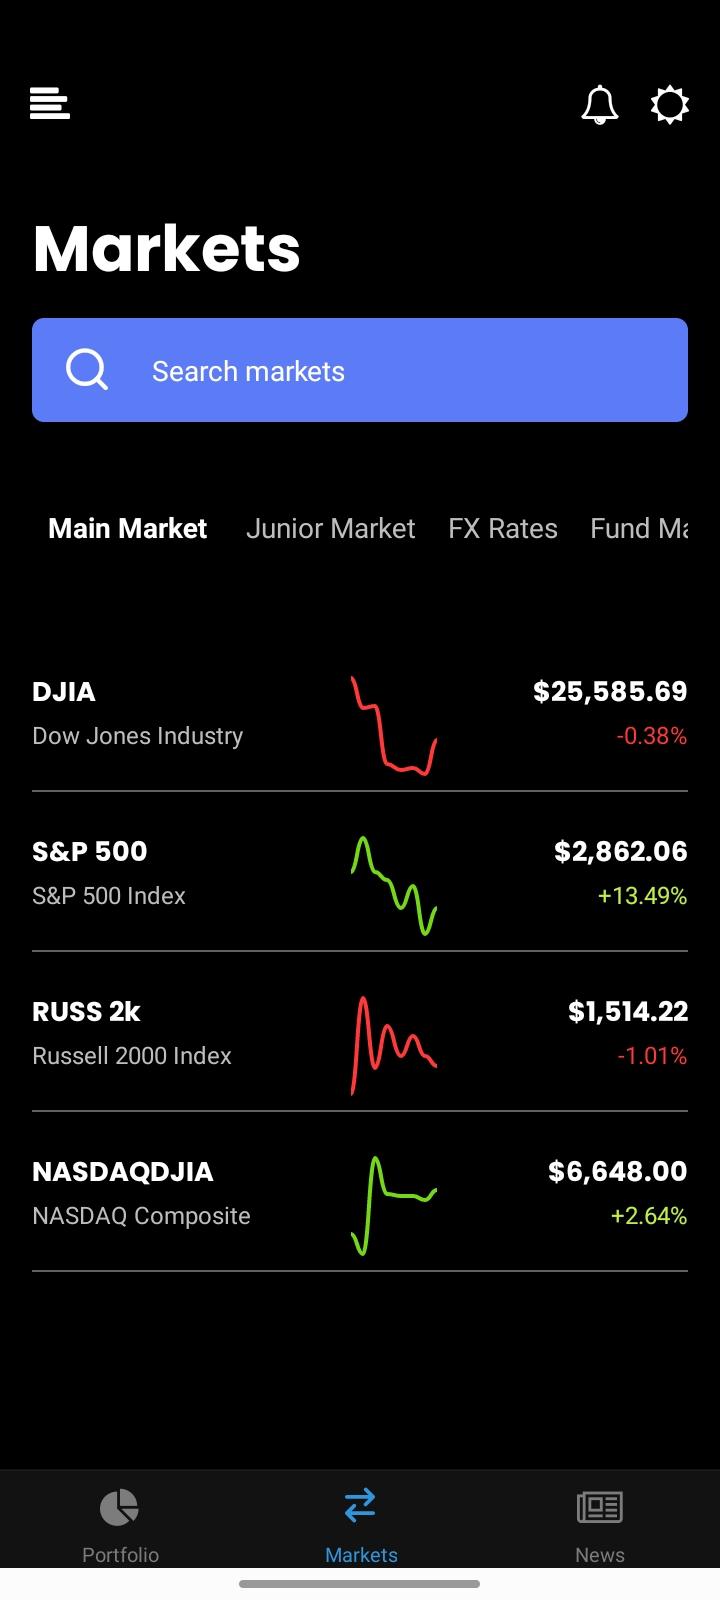 Markets
Search markets
Main Market Junior Market FX Rates Fund Ma
DJIA $25,585.69
Dow Jones Industry -0.38%
S&P 500 $2,862.06
S&P 500 Index +13.49%
RUSS 2k $1,514.22
Russell 2000 Index -1.01%
NASDAQDJIA $6,648.00
NASDAQ Composite +2.64%
Portfolio Markets News